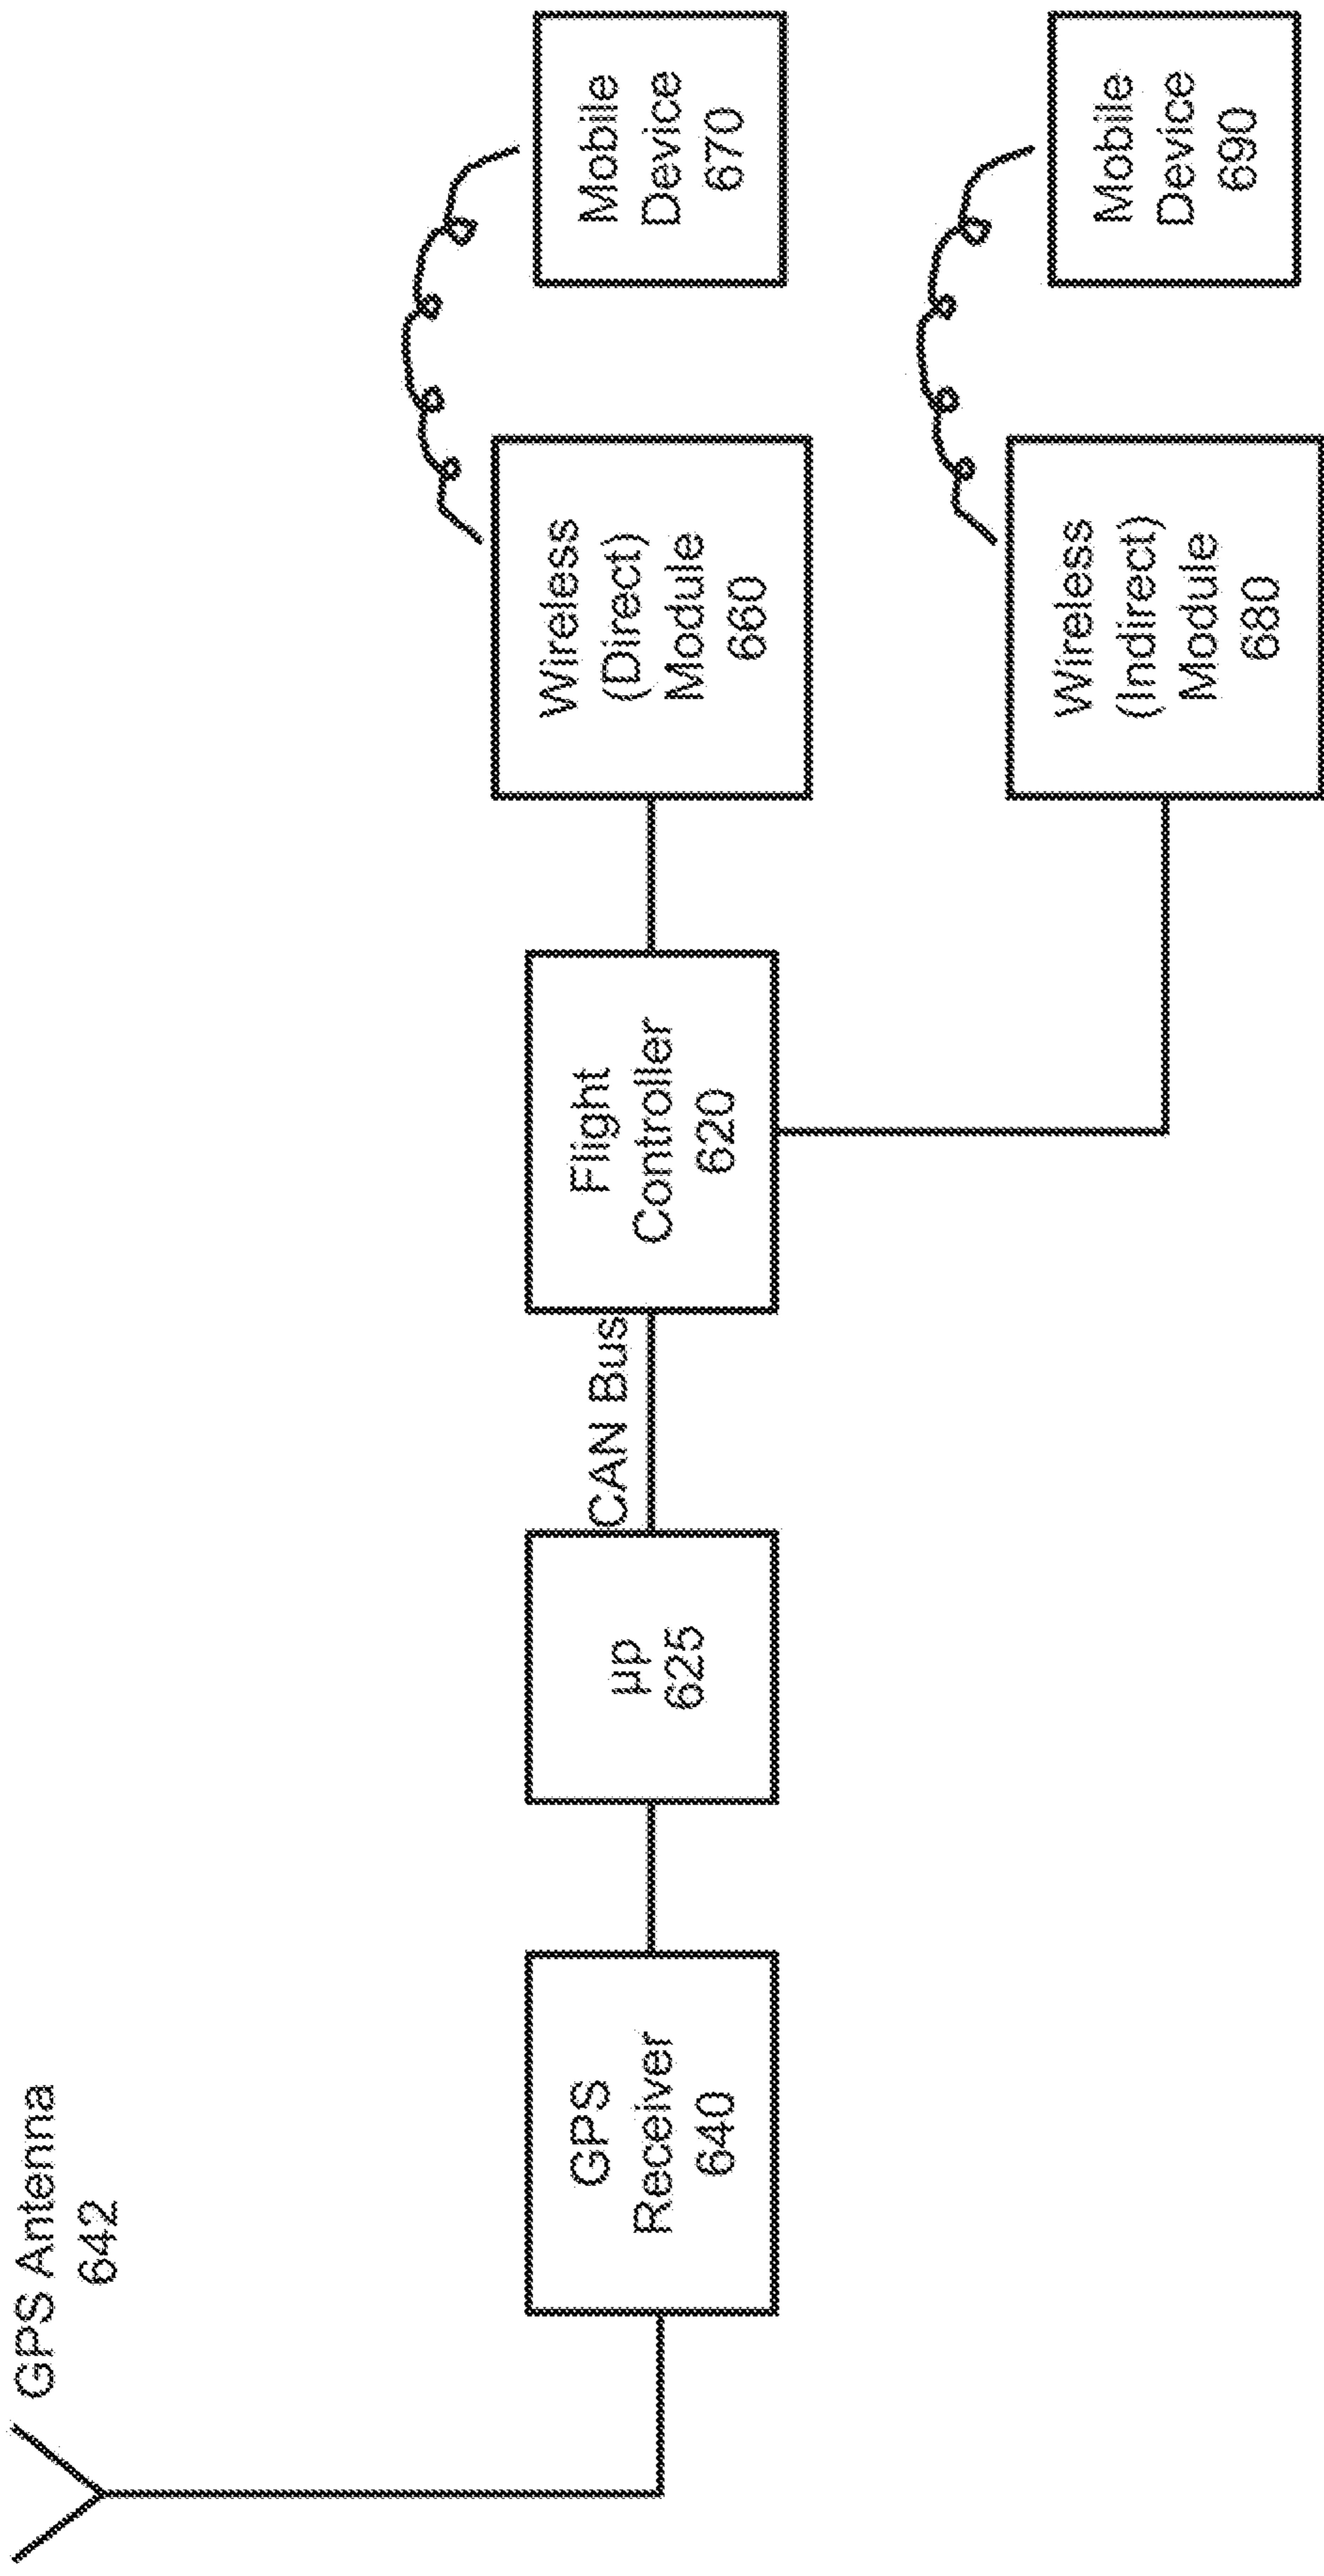 GPS Antenna
642
GPS
Receiver
640
µp
625
CAN Bus
Flight
Controller
620
Wireless
(Direct)
Module
660
Mobile
Device
670
Wireless
(Indirect)
Module
680
Mobile
Device
690